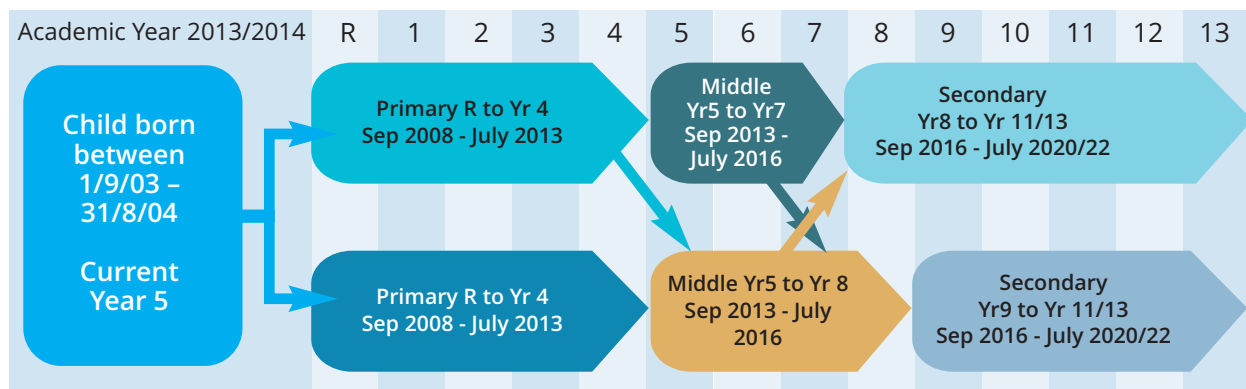 Academic Year 2013/2014 R 1 2 3 4 5 6 7 8 9 10 11 12 13
Child born
between
1/9/03 –
31/8/04
Current
Year 5
Primary R to Yr 4
Sep 2008 - July 2013
Middle
Yr5 to Yr7
Sep 2013 -
July 2016
Secondary
Yr8 to Yr 11/13
Sep 2016 - July 2020/22
Primary R to Yr 4
Sep 2008 - July 2013
Middle Yr5 to Yr 8
Sep 2013 - July
2016
Secondary
Yr9 to Yr 11/13
Sep 2016 - July 2020/22